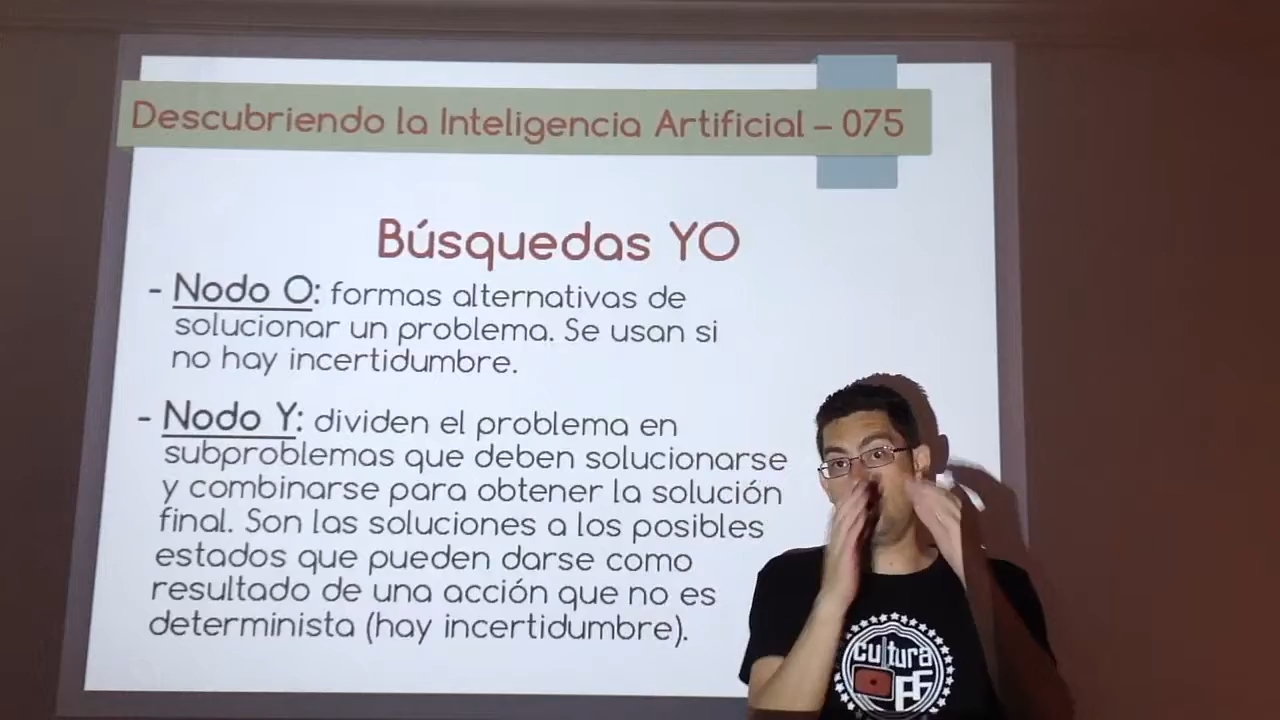 Descubriendo la Inteligencia Artificial – 075
Búsquedas YO
- Nodo O: formas alternativas de
solucionar un problema. Se usan si
no hay incertidumbre.
- Nodo Y: dividen el problema en
subproblemas que deben solucionarse
y combinarse para obtener la solución
final. Son las soluciones a los posibles
estados que pueden darse como
resultado de una acción que no es
determinista (hay incertidumbre).
cultura